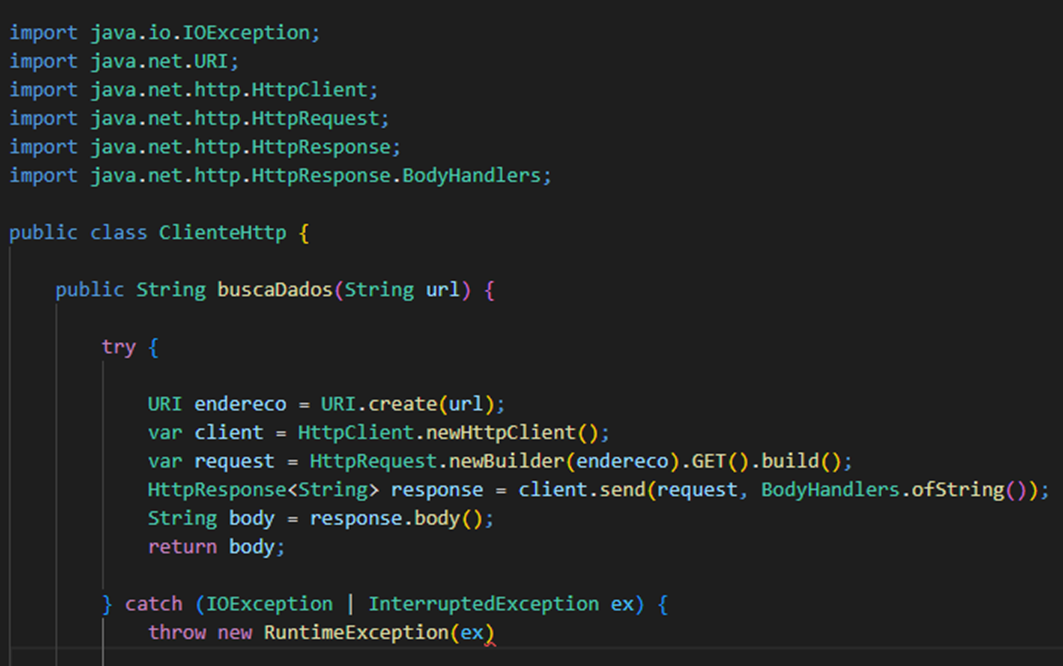 import java.io.IOException;
import java.net.URI;
import java.net.http.HttpClient;
import java.net.http.HttpRequest;
import java.net.http.HttpResponse;
import java.net.http.HttpResponse.BodyHandlers;
public class ClienteHttp {
public String buscaDados(String url) {
try {
URI endereco = URI.create(url);
var client = HttpClient.newHttpClient();
var request = HttpRequest.newBuilder(endereco).GET().build();
HttpResponse<String> response = client.send(request, BodyHandlers.ofString());
String body = response.body();
return body;
} catch (IOException | InterruptedException ex) {
throw new RuntimeException(ex)